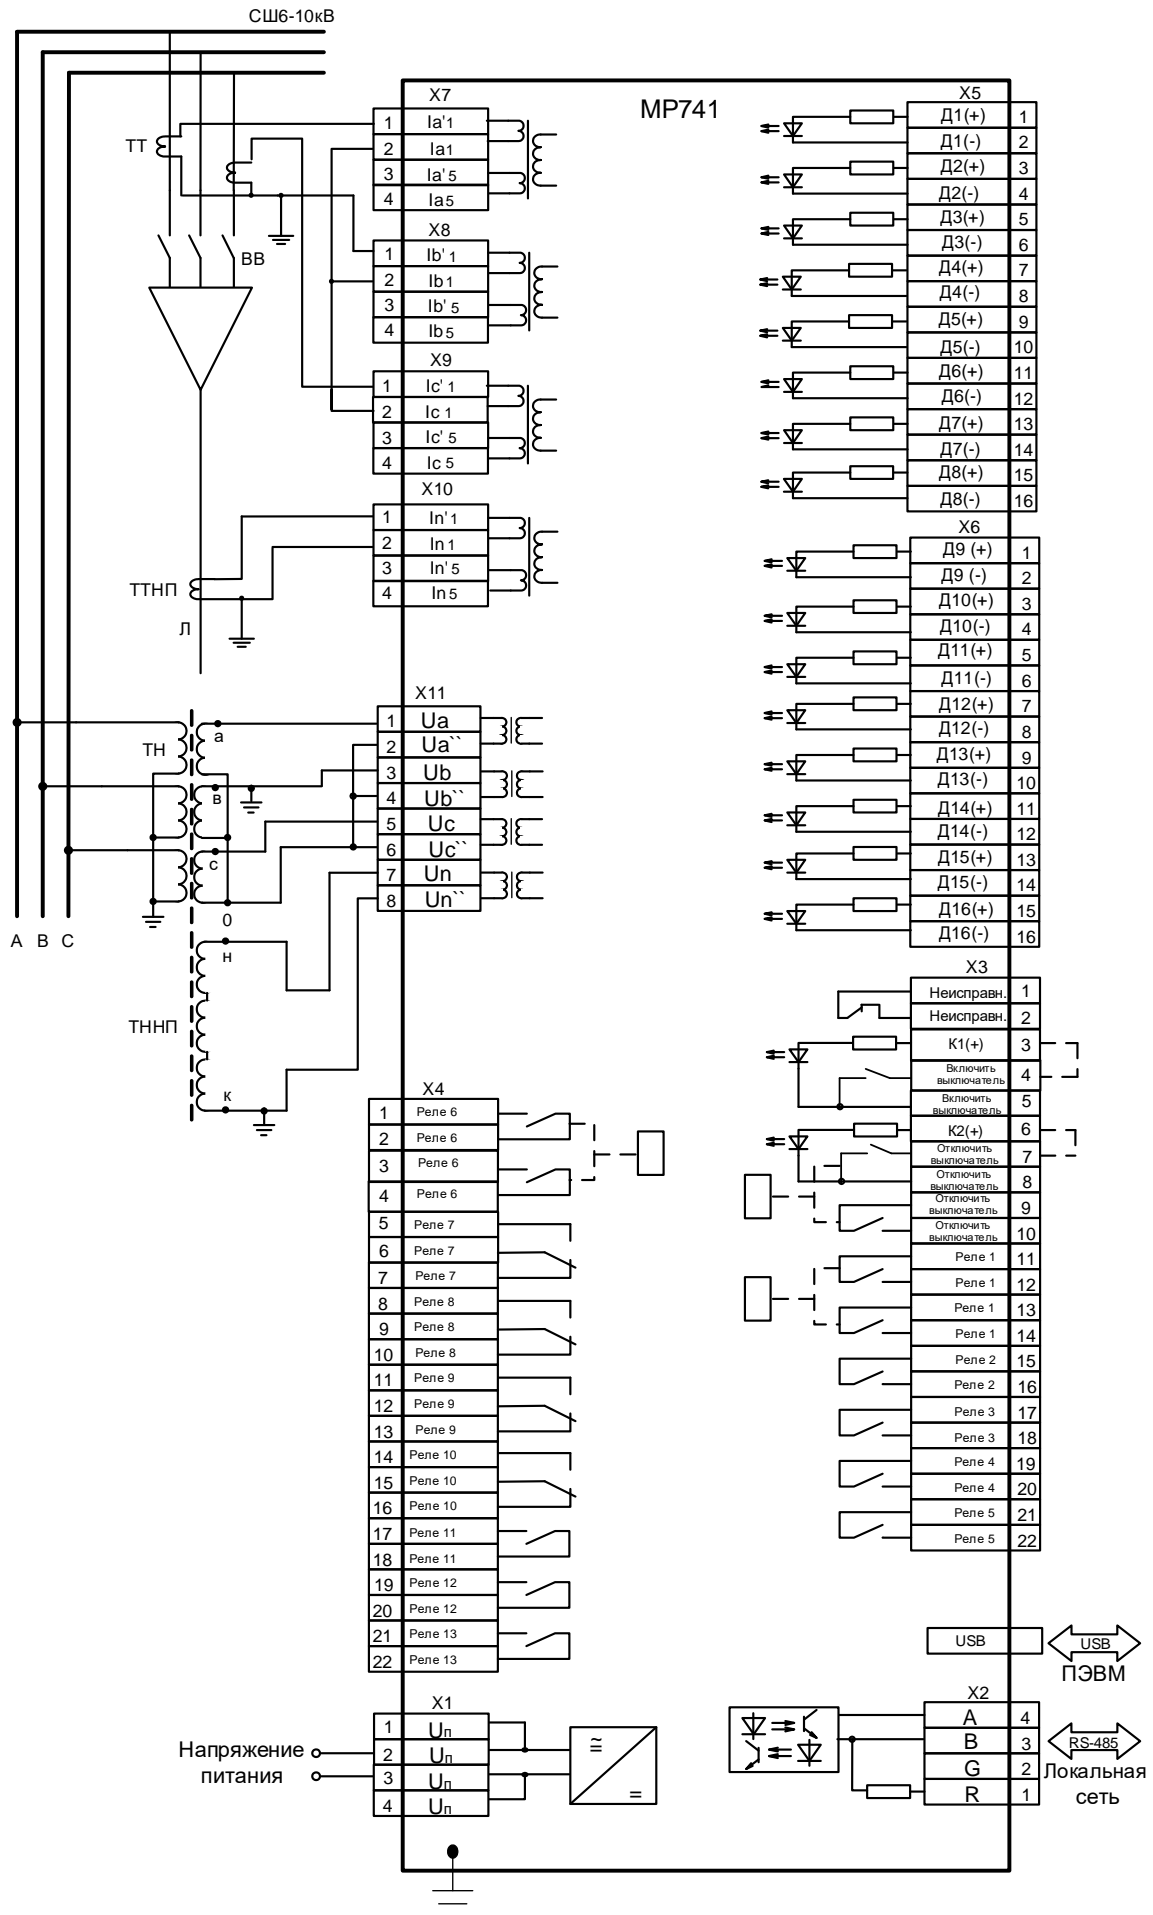 СШ6-10кВ
МР741
ТТ
ВВ
ТТНП
Л
ТН
а
в
с
0
н
ТННП
к
А В С
X7
1 Ia'1
2 Ia1
3 Ia'5
4 Ia5
X8
1 Ib'1
2 Ib1
3 Ib'5
4 Ib5
X9
1 Ic'1
2 Ic1
3 Ic'5
4 Ic5
X10
1 In'1
2 In1
3 In'5
4 In5
X11
1 Ua
2 Ua``
3 Ub
4 Ub``
5 Uc
6 Uc``
7 Un
8 Un``
X4
1 Реле 6
2 Реле 6
3 Реле 6
4 Реле 6
5 Реле 7
6 Реле 7
7 Реле 7
8 Реле 8
9 Реле 8
10 Реле 8
11 Реле 9
12 Реле 9
13 Реле 9
14 Реле 10
15 Реле 10
16 Реле 10
17 Реле 11
18 Реле 11
19 Реле 12
20 Реле 12
21 Реле 13
22 Реле 13
X1
1 Uп
2 Uп
3 Uп
4 Uп
Напряжение
питания
X5
Д1(+) 1
Д1(-) 2
Д2(+) 3
Д2(-) 4
Д3(+) 5
Д3(-) 6
Д4(+) 7
Д4(-) 8
Д5(+) 9
Д5(-) 10
Д6(+) 11
Д6(-) 12
Д7(+) 13
Д7(-) 14
Д8(+) 15
Д8(-) 16
X6
Д9 (+) 1
Д9 (-) 2
Д10(+) 3
Д10(-) 4
Д11(+) 5
Д11(-) 6
Д12(+) 7
Д12(-) 8
Д13(+) 9
Д13(-) 10
Д14(+) 11
Д14(-) 12
Д15(+) 13
Д15(-) 14
Д16(+) 15
Д16(-) 16
X3
Неисправн. 1
Неисправн. 2
К1(+) 3
Включить
выключатель 4
Включить
выключатель 5
К2(+) 6
Отключить
выключатель 7
Отключить
выключатель 8
Отключить
выключатель 9
Отключить
выключатель 10
Реле 1 11
Реле 1 12
Реле 1 13
Реле 1 14
Реле 2 15
Реле 2 16
Реле 3 17
Реле 3 18
Реле 4 19
Реле 4 20
Реле 5 21
Реле 5 22
USB
USB
ПЭВМ
X2
A 4
B 3
G 2
R 1
RS-485
Локальная
сеть